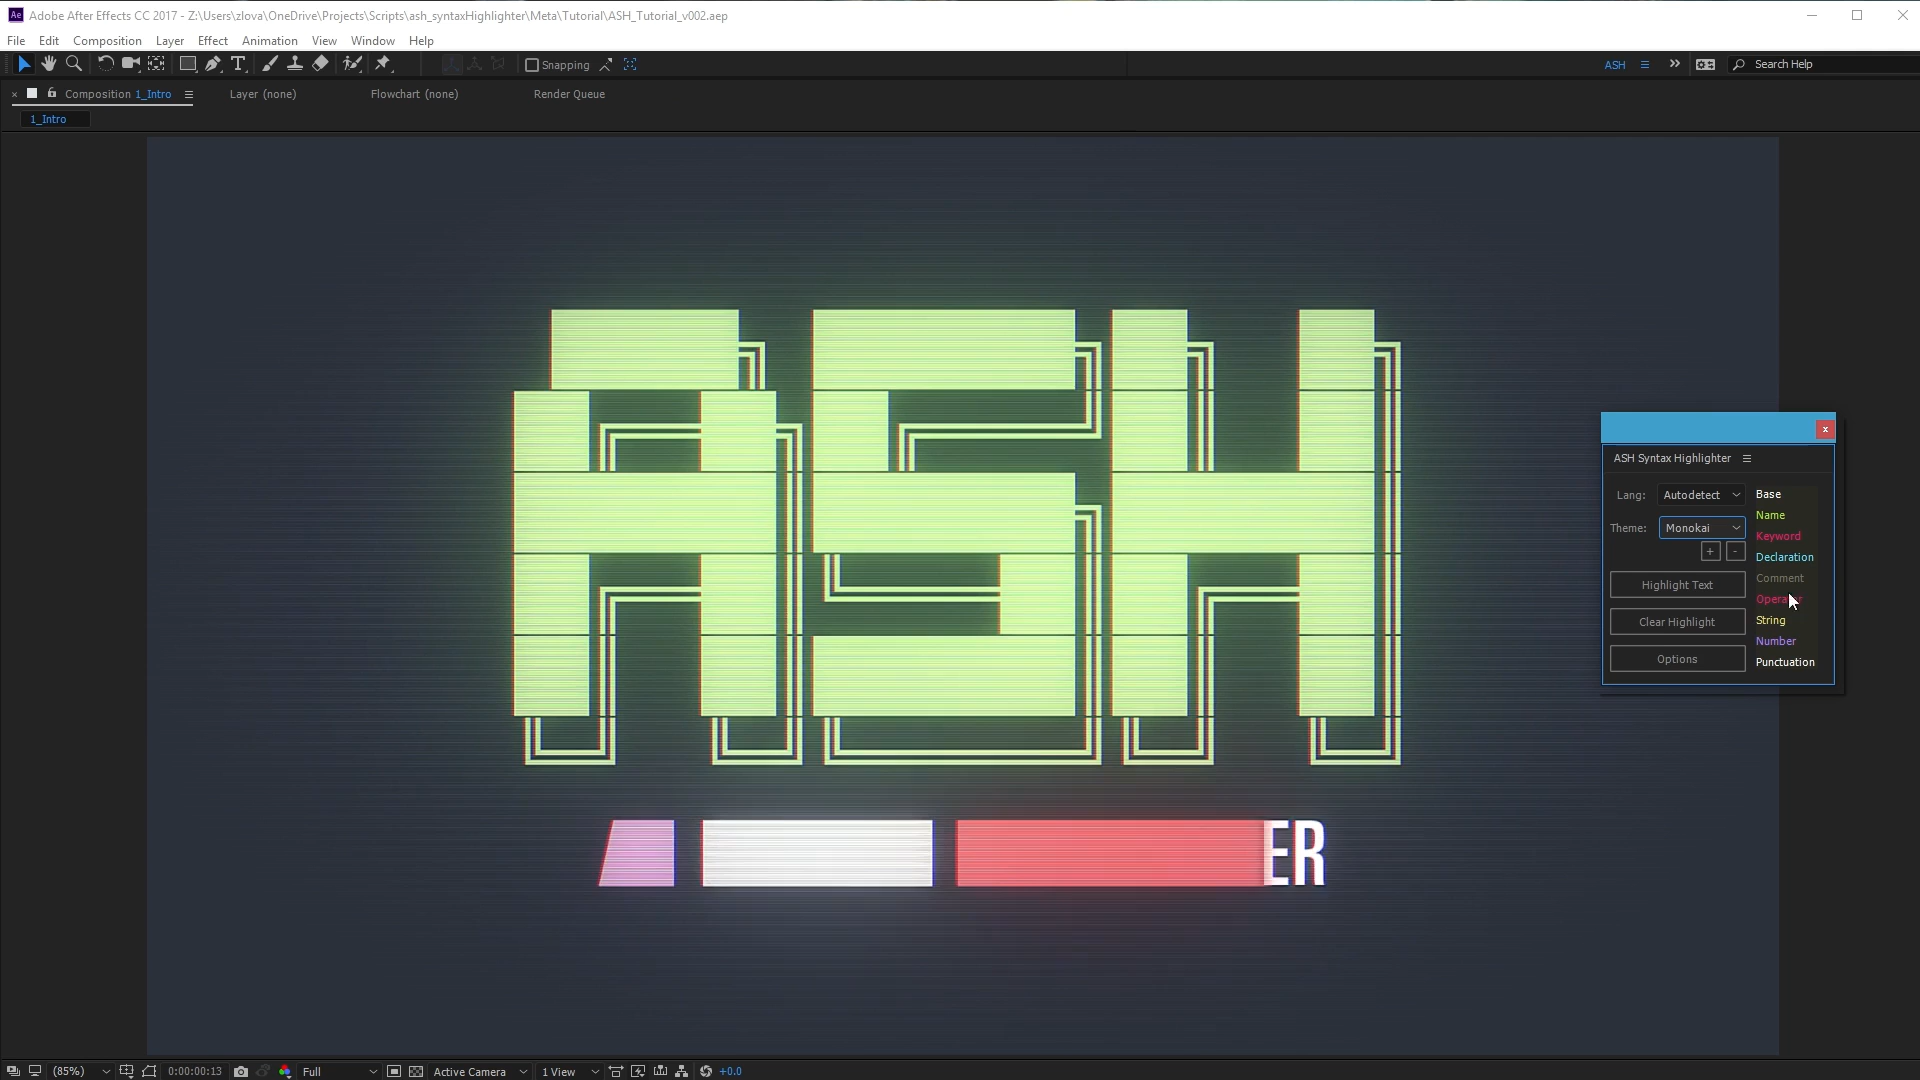 Adobe After Effects CC 2017 - Z:\Users\zlova\OneDrive\Projects\Scripts\ash_syntaxHighlighter\Meta\Tutorial\ASH_Tutorial_v002.aep
File Edit Composition Layer Effect Animation View Window Help
Snapping ASH Search Help
Composition 1_Intro Layer (none) Flowchart (none) Render Queue
1_Intro
ASH
ER
ASH Syntax Highlighter
Lang: Autodetect
Theme: Monokai
+ -
Highlight Text
Clear Highlight
Options
Base
Name
Keyword
Declaration
Comment
Operator
String
Number
Punctuation
(85%) 0:00:00:13 Full Active Camera 1 View +0.0